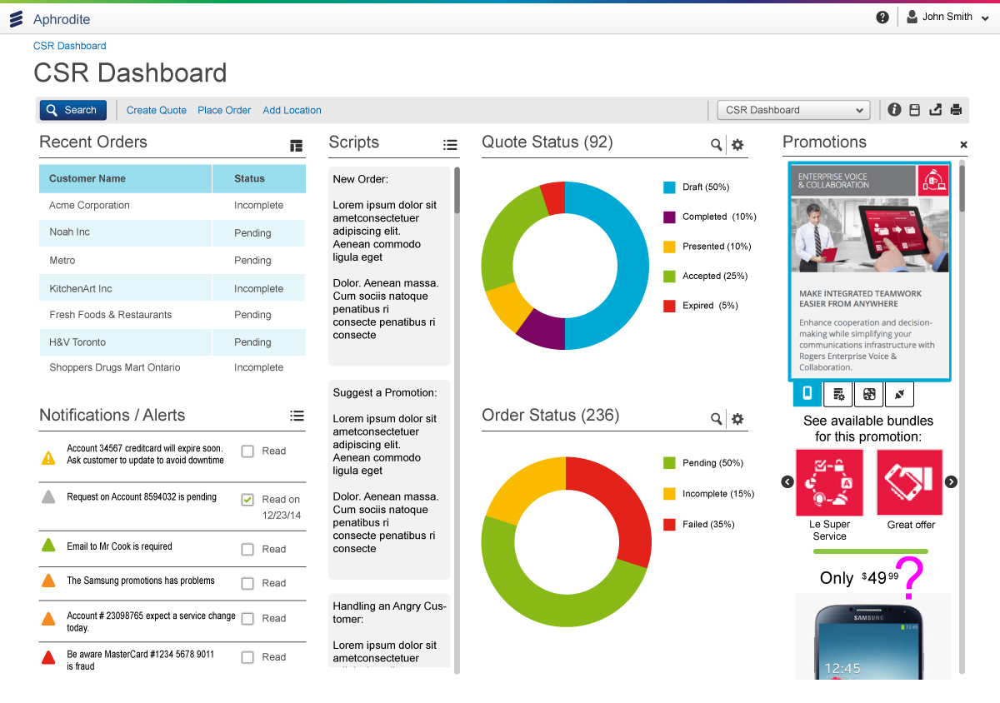 Aphrodite
John Smith
CSR Dashboard
CSR Dashboard
Search
Create Quote
Place Order
Add Location
CSR Dashboard
Recent Orders
Customer Name Status
Acme Corporation Incomplete
Noah Inc Pending
Metro Pending
KitchenArt Inc Incomplete
Fresh Foods & Restaurants Pending
H&V Toronto Pending
Shoppers Drugs Mart Ontario Incomplete
Notifications / Alerts
Account 34567 creditcard will expire soon.
Ask customer to update to avoid downtime
Read
Request on Account 8594032 is pending
Read on
12/23/14
Email to Mr Cook is required
Read
The Samsung promotions has problems
Read
Account # 23098765 expect a service change
today.
Read
Be aware MasterCard #1234 5678 9011
is fraud
Read
Scripts
New Order:
Lorem ipsum dolor sit
ametconsectetuer
adipiscing elit.
Aenean commodo
ligula eget
Dolor. Aenean massa.
Cum sociis natoque
penatibus ri
consecte penatibus ri
consecte
Suggest a Promotion:
Lorem ipsum dolor sit
ametconsectetuer
adipiscing elit.
Aenean commodo
ligula eget
Dolor. Aenean massa.
Cum sociis natoque
penatibus ri
consecte penatibus ri
consecte
Handling an Angry Cus-
tomer:
Lorem ipsum dolor sit
ametconsectetuer
Quote Status (92)
Draft (50%)
Completed (10%)
Presented (10%)
Accepted (25%)
Expired (5%)
Order Status (236)
Pending (50%)
Incomplete (15%)
Failed (35%)
Promotions
ENTERPRISE VOICE
& COLLABORATION
MAKE INTEGRATED TEAMWORK
EASIER FROM ANYWHERE
Enhance cooperation and decision-
making while simplifying your
communications infrastructure with
Rogers Enterprise Voice &
Collaboration.
See available bundles
for this promotion:
Le Super
Service
Great offer
Only $49 99
?
SAMSUNG
12:45
12:45